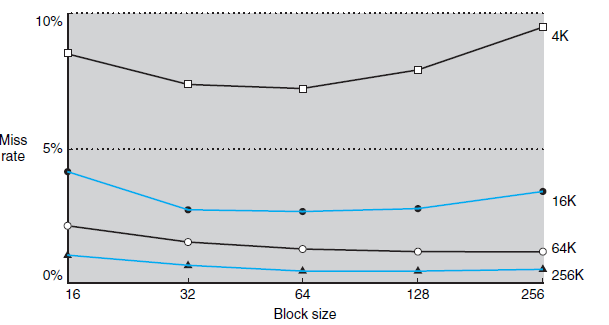 10%
4K
Miss
rate
5%
16K
64K
0%
256K
16 32 64 128 256
Block size